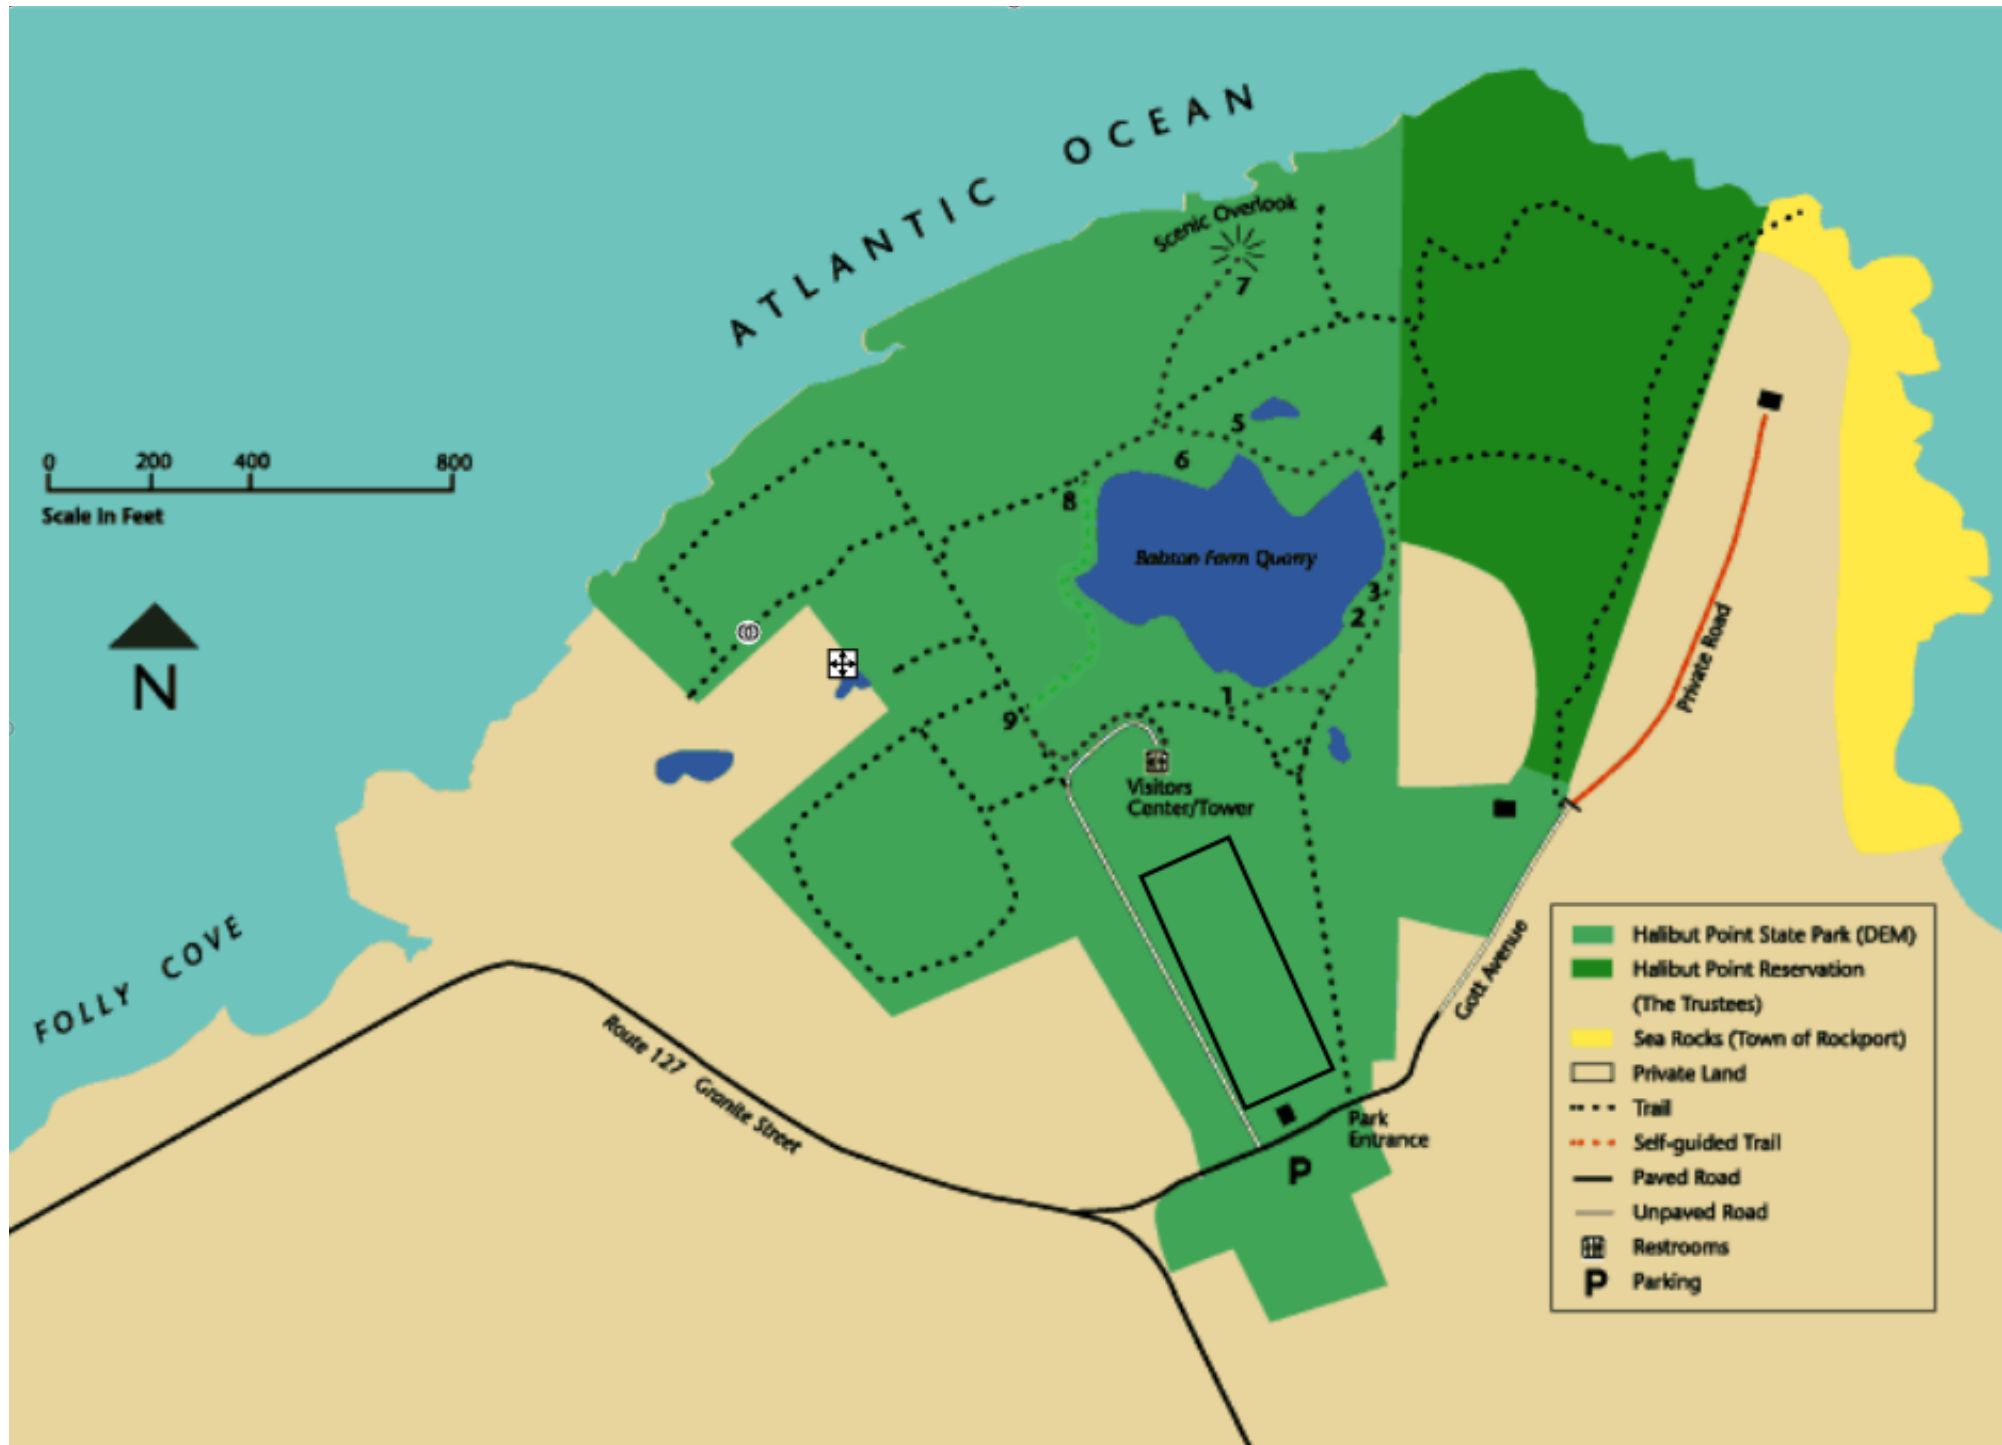 ATLANTIC OCEAN
Scenic Overlook
7
5
4
6
8
0 200 400 800
Scale In Feet
Babson Farm Quarry
3
2
N
1
9
Private Road
Visitors
Center/Tower
FOLLY COVE
Gott Avenue
Route 127 Granite Street
Park
Entrance
P
Halibut Point State Park (DEM)
Halibut Point Reservation
(The Trustees)
Sea Rocks (Town of Rockport)
Private Land
Trail
Self-guided Trail
Paved Road
Unpaved Road
Restrooms
P Parking